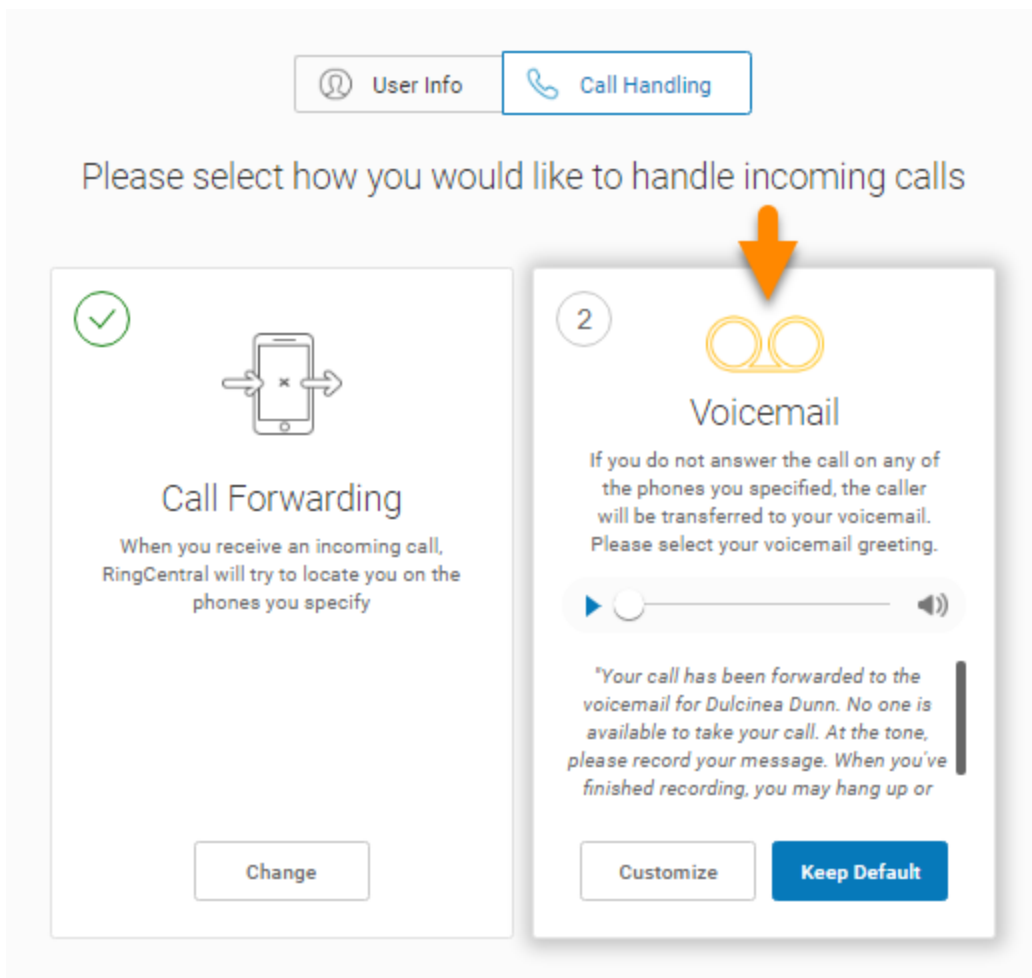 User Info
Call Handling
Please select how you would like to handle incoming calls
Call Forwarding
When you receive an incoming call,
RingCentral will try to locate you on the
phones you specify
Change
2
Voicemail
If you do not answer the call on any of
the phones you specified, the caller
will be transferred to your voicemail.
Please select your voicemail greeting.
"Your call has been forwarded to the
voicemail for Dulcinea Dunn. No one is
available to take your call. At the tone,
please record your message. When you've
finished recording, you may hang up or
Customize
Keep Default